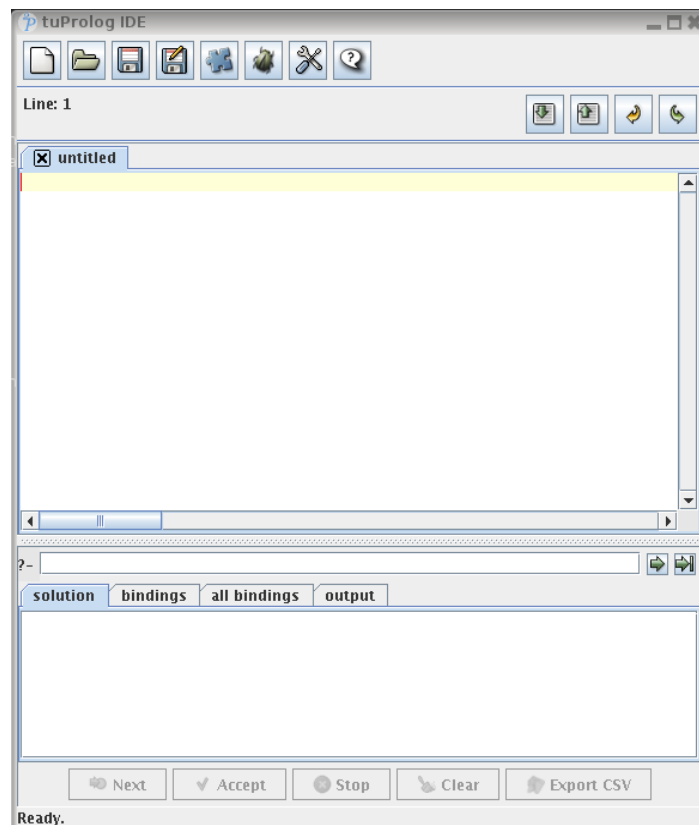 tuProlog IDE
Line: 1
untitled
?-
solution bindings all bindings output
Next Accept Stop Clear Export CSV
Ready.